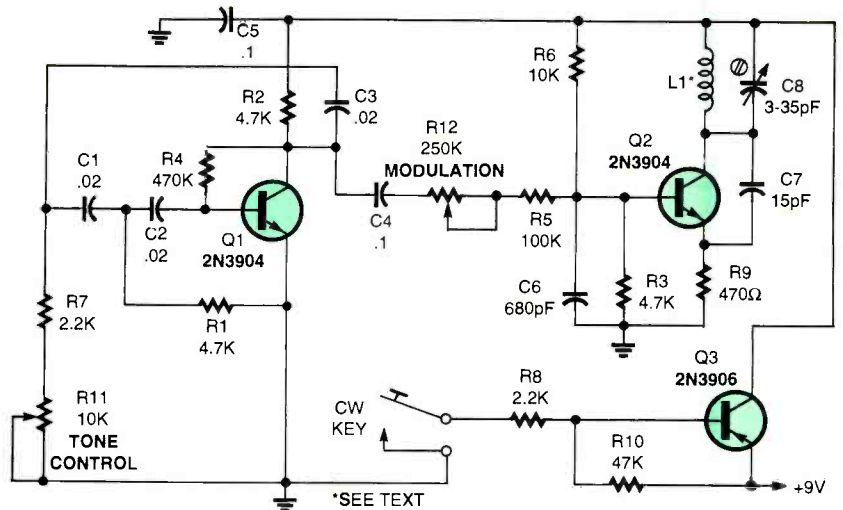 C5
.1
R2
4.7K
C3
.02
R6
10K
L1*
C8
3-35pF
C1
.02
R4
470K
R12
250K
MODULATION
Q2
2N3904
C7
15pF
C2
.02
Q1
2N3904
C4
.1
R5
100K
R7
2.2K
R1
4.7K
C6
680pF
R3
4.7K
R9
470Ω
R11
10K
TONE
CONTROL
CW
KEY
R8
2.2K
Q3
2N3906
R10
47K
+9V
*SEE TEXT